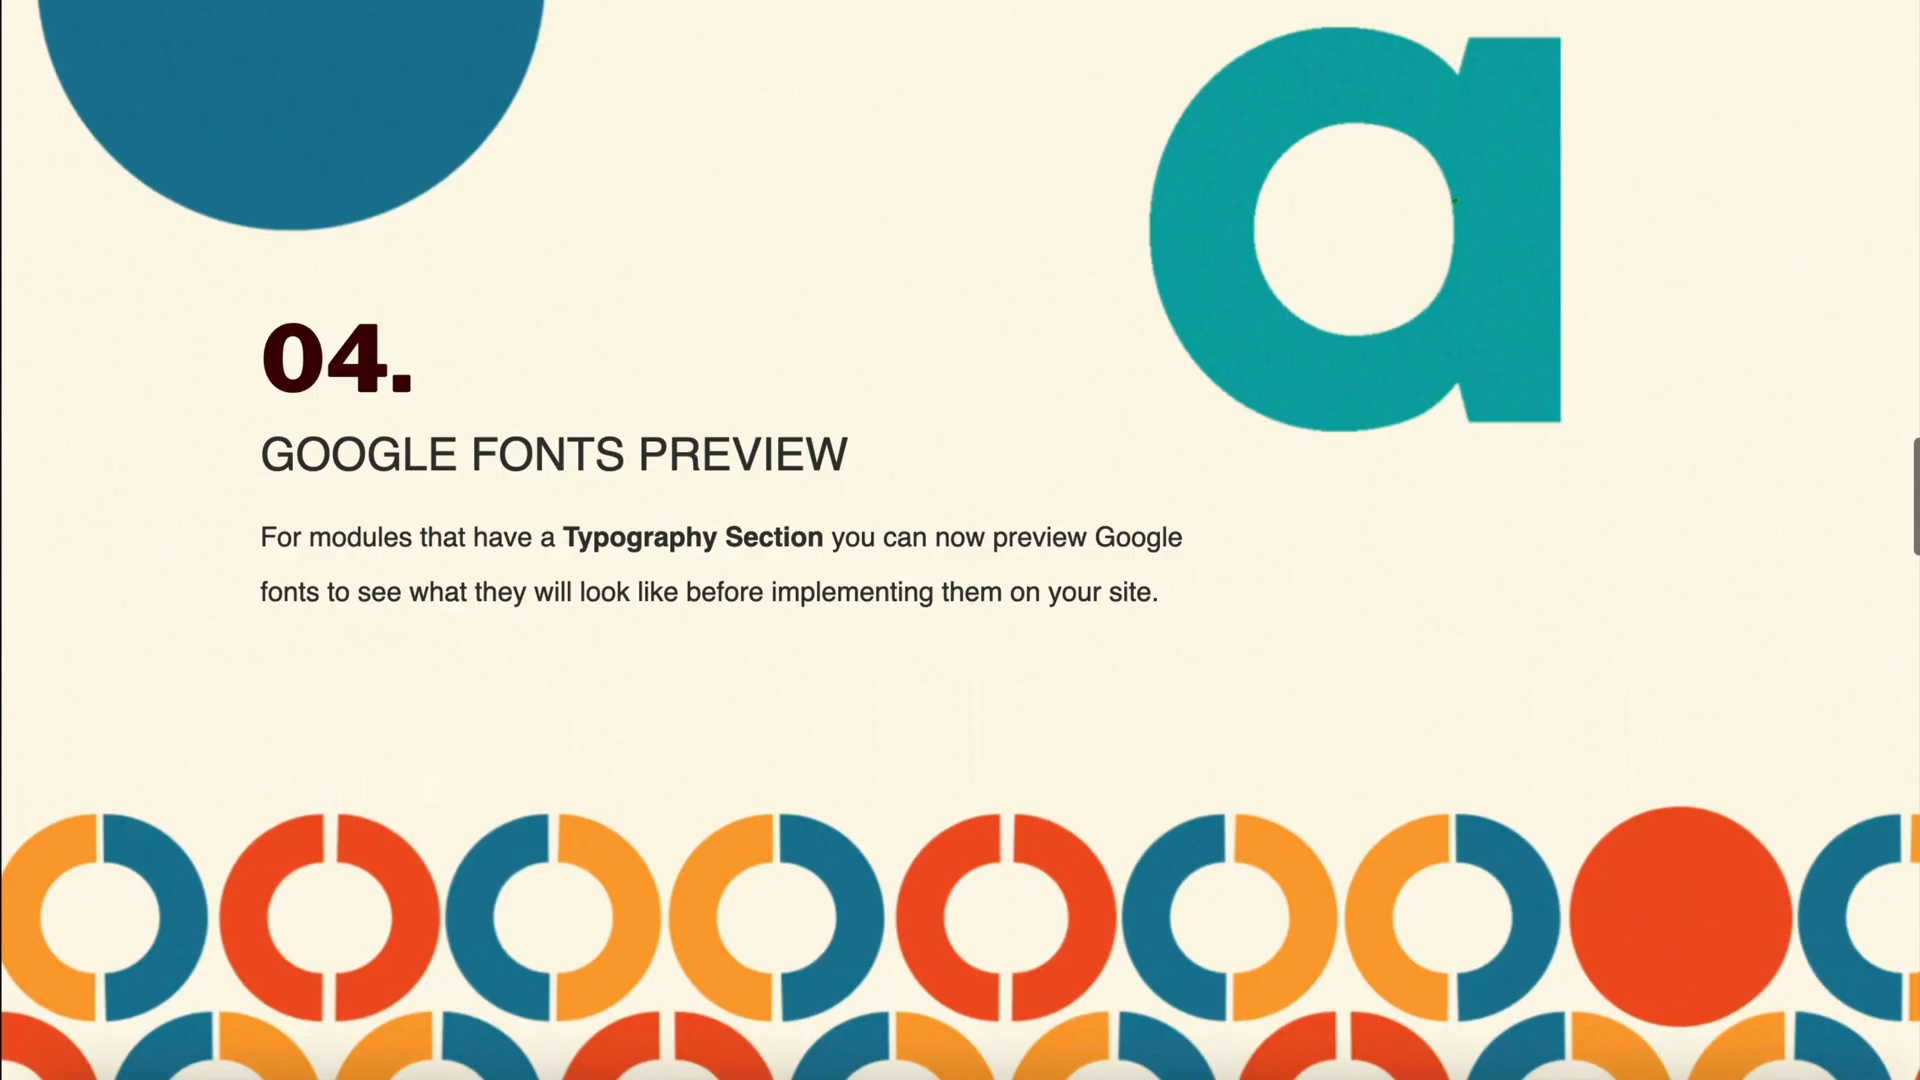 a
04.
GOOGLE FONTS PREVIEW
For modules that have a Typography Section you can now preview Google
fonts to see what they will look like before implementing them on your site.